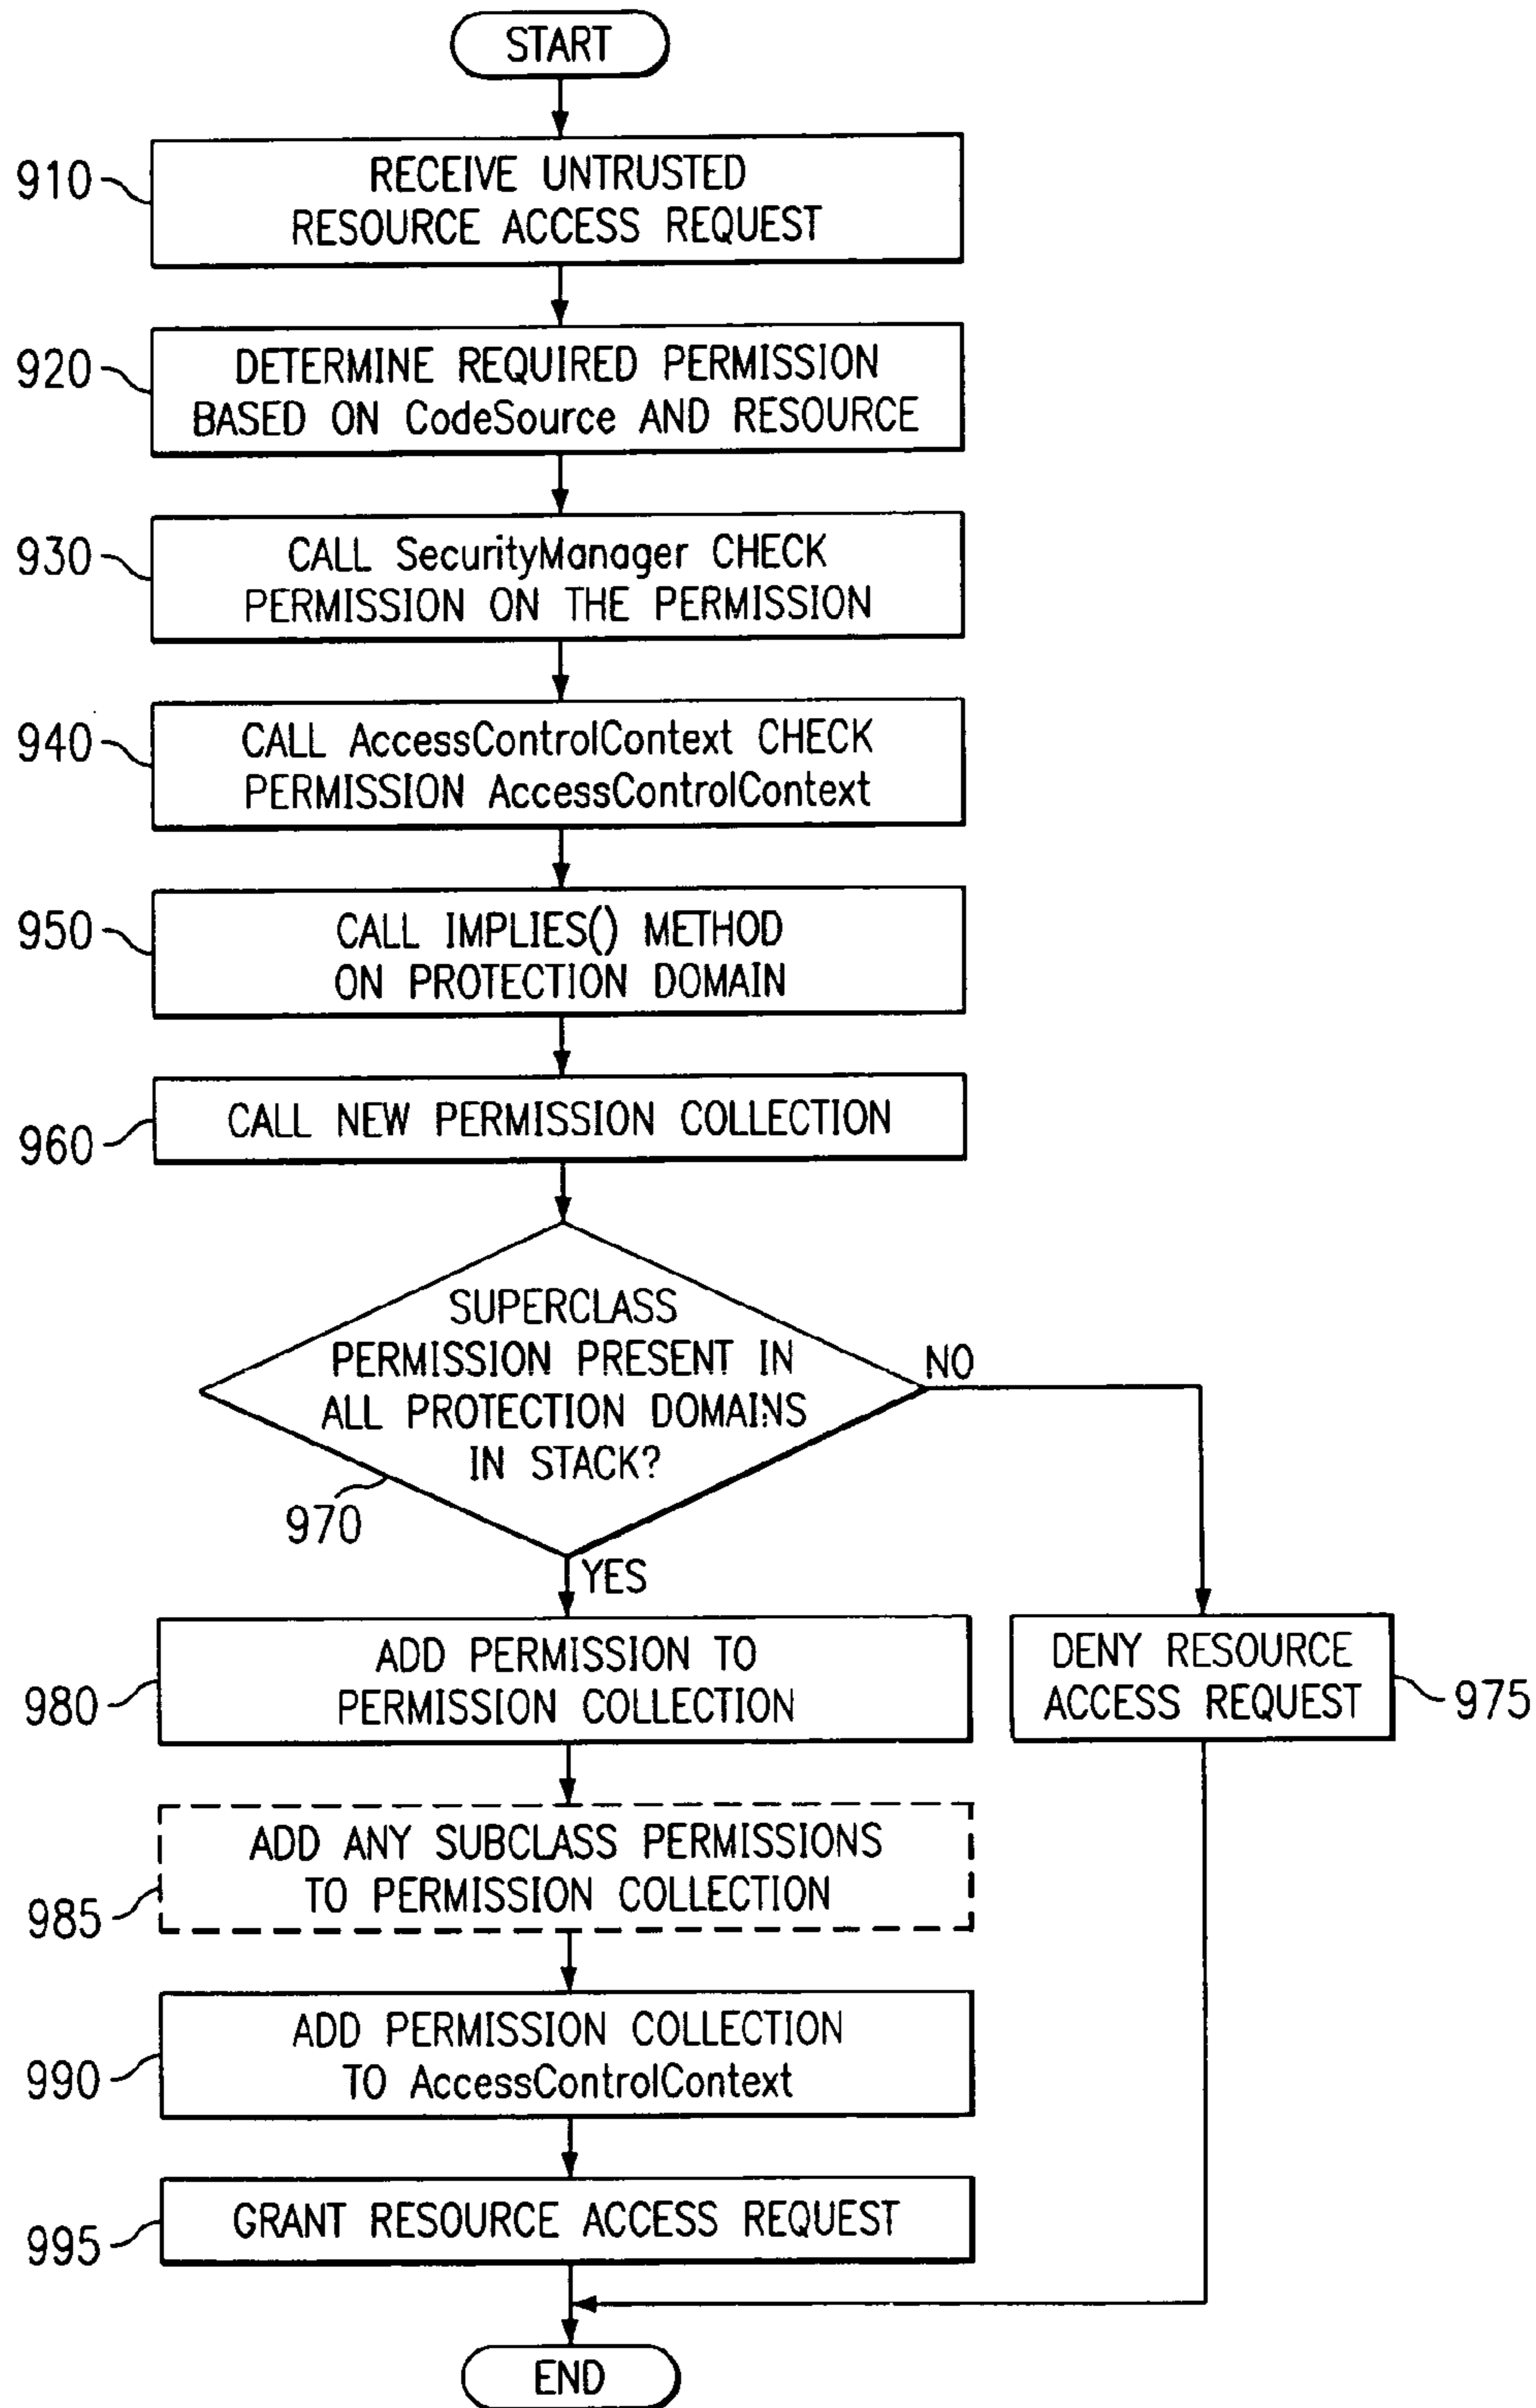 START
910
RECEIVE UNTRUSTED
RESOURCE ACCESS REQUEST
920
DETERMINE REQUIRED PERMISSION
BASED ON CodeSource AND RESOURCE
930
CALL SecurityManager CHECK
PERMISSION ON THE PERMISSION
940
CALL AccessControlContext CHECK
PERMISSION AccessControlContext
950
CALL IMPLIES() METHOD
ON PROTECTION DOMAIN
960
CALL NEW PERMISSION COLLECTION
SUPERCLASS
PERMISSION PRESENT IN
ALL PROTECTION DOMAINS
IN STACK?
970
NO
YES
980
ADD PERMISSION TO
PERMISSION COLLECTION
DENY RESOURCE
ACCESS REQUEST
975
985
ADD ANY SUBCLASS PERMISSIONS
TO PERMISSION COLLECTION
990
ADD PERMISSION COLLECTION
TO AccessControlContext
995
GRANT RESOURCE ACCESS REQUEST
END